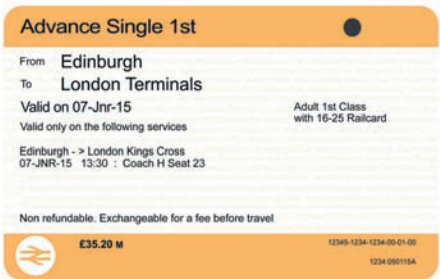 Advance Single 1st
From Edinburgh
To London Terminals
Valid on 07-Jnr-15
Adult 1st Class
with 16-25 Railcard
Valid only on the following services
Edinburgh - > London Kings Cross
07-JNR-15 13:30 : Coach H Seat 23
Non refundable. Exchangeable for a fee before travel
£35.20 M
12345-1234-1234-00-01-00
1234 090115A